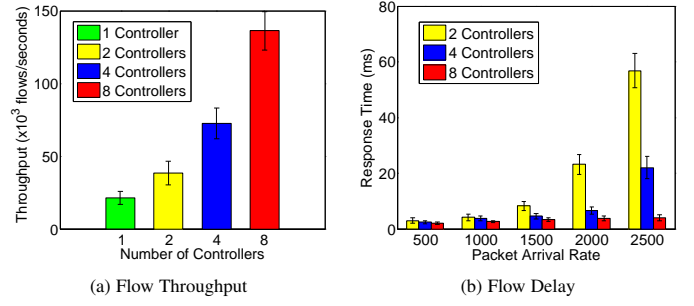 150
100
50
0
Throughput (x10³ flows/seconds)
1 Controller
2 Controllers
4 Controllers
8 Controllers
1 2 4 8
Number of Controllers
(a) Flow Throughput
80
60
40
20
0
Response Time (ms)
2 Controllers
4 Controllers
8 Controllers
500 1000 1500 2000 2500
Packet Arrival Rate
(b) Flow Delay